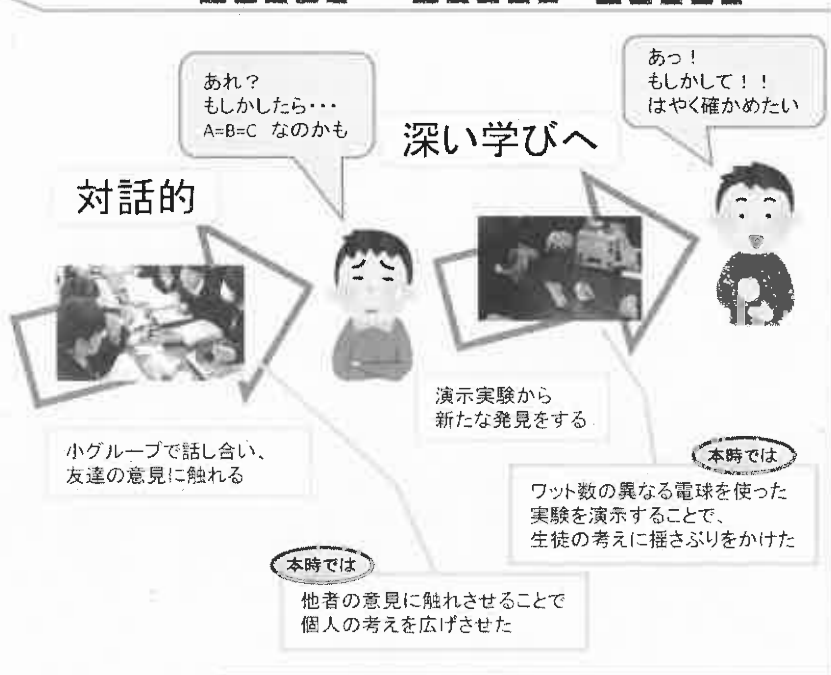 あれ？
もしかしたら・・・
A=B=C なのかも
あっ！
もしかして！！
はやく確かめたい
深い学びへ
対話的
演示実験から
新たな発見をする
小グループで話し合い、
友達の意見に触れる
本時では
ワット数の異なる電球を使った
実験を演示することで、
生徒の考えに揺さぶりをかけた
本時では
他者の意見に触れさせることで
個人の考えを広げさせた